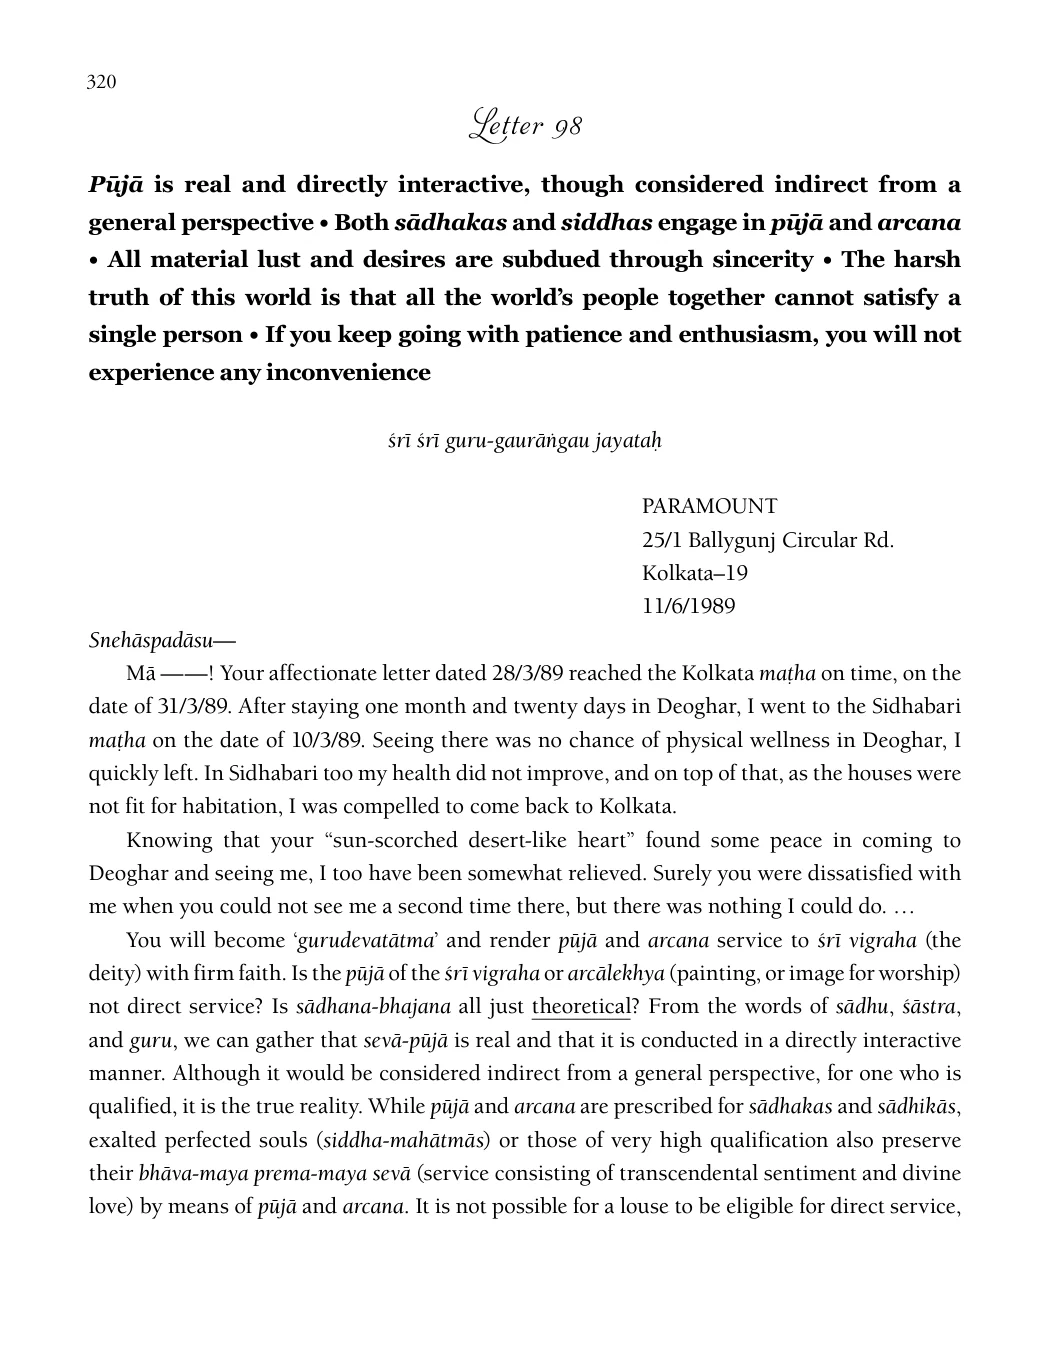 320
Letter 98
Pūjā is real and directly interactive, though considered indirect from a
general perspective • Both sādhakas and siddhas engage in pūjā and arcana
• All material lust and desires are subdued through sincerity • The harsh
truth of this world is that all the world’s people together cannot satisfy a
single person • If you keep going with patience and enthusiasm, you will not
experience any inconvenience
śrī śrī guru-gaurāṅgau jayataḥ
PARAMOUNT
25/1 Ballygunj Circular Rd.
Kolkata–19
11/6/1989
Snehāspadāsu—
Mā ——! Your affectionate letter dated 28/3/89 reached the Kolkata maṭha on time, on the
date of 31/3/89. After staying one month and twenty days in Deoghar, I went to the Sidhabari
maṭha on the date of 10/3/89. Seeing there was no chance of physical wellness in Deoghar, I
quickly left. In Sidhabari too my health did not improve, and on top of that, as the houses were
not fit for habitation, I was compelled to come back to Kolkata.
Knowing that your “sun-scorched desert-like heart” found some peace in coming to
Deoghar and seeing me, I too have been somewhat relieved. Surely you were dissatisfied with
me when you could not see me a second time there, but there was nothing I could do. …
You will become ‘gurudevatātma’ and render pūjā and arcana service to śrī vigraha (the
deity) with firm faith. Is the pūjā of the śrī vigraha or arcālekhya (painting, or image for worship)
not direct service? Is sādhana-bhajana all just theoretical? From the words of sādhu, śāstra,
and guru, we can gather that sevā-pūjā is real and that it is conducted in a directly interactive
manner. Although it would be considered indirect from a general perspective, for one who is
qualified, it is the true reality. While pūjā and arcana are prescribed for sādhakas and sādhikās,
exalted perfected souls (siddha-mahātmās) or those of very high qualification also preserve
their bhāva-maya prema-maya sevā (service consisting of transcendental sentiment and divine
love) by means of pūjā and arcana. It is not possible for a louse to be eligible for direct service,